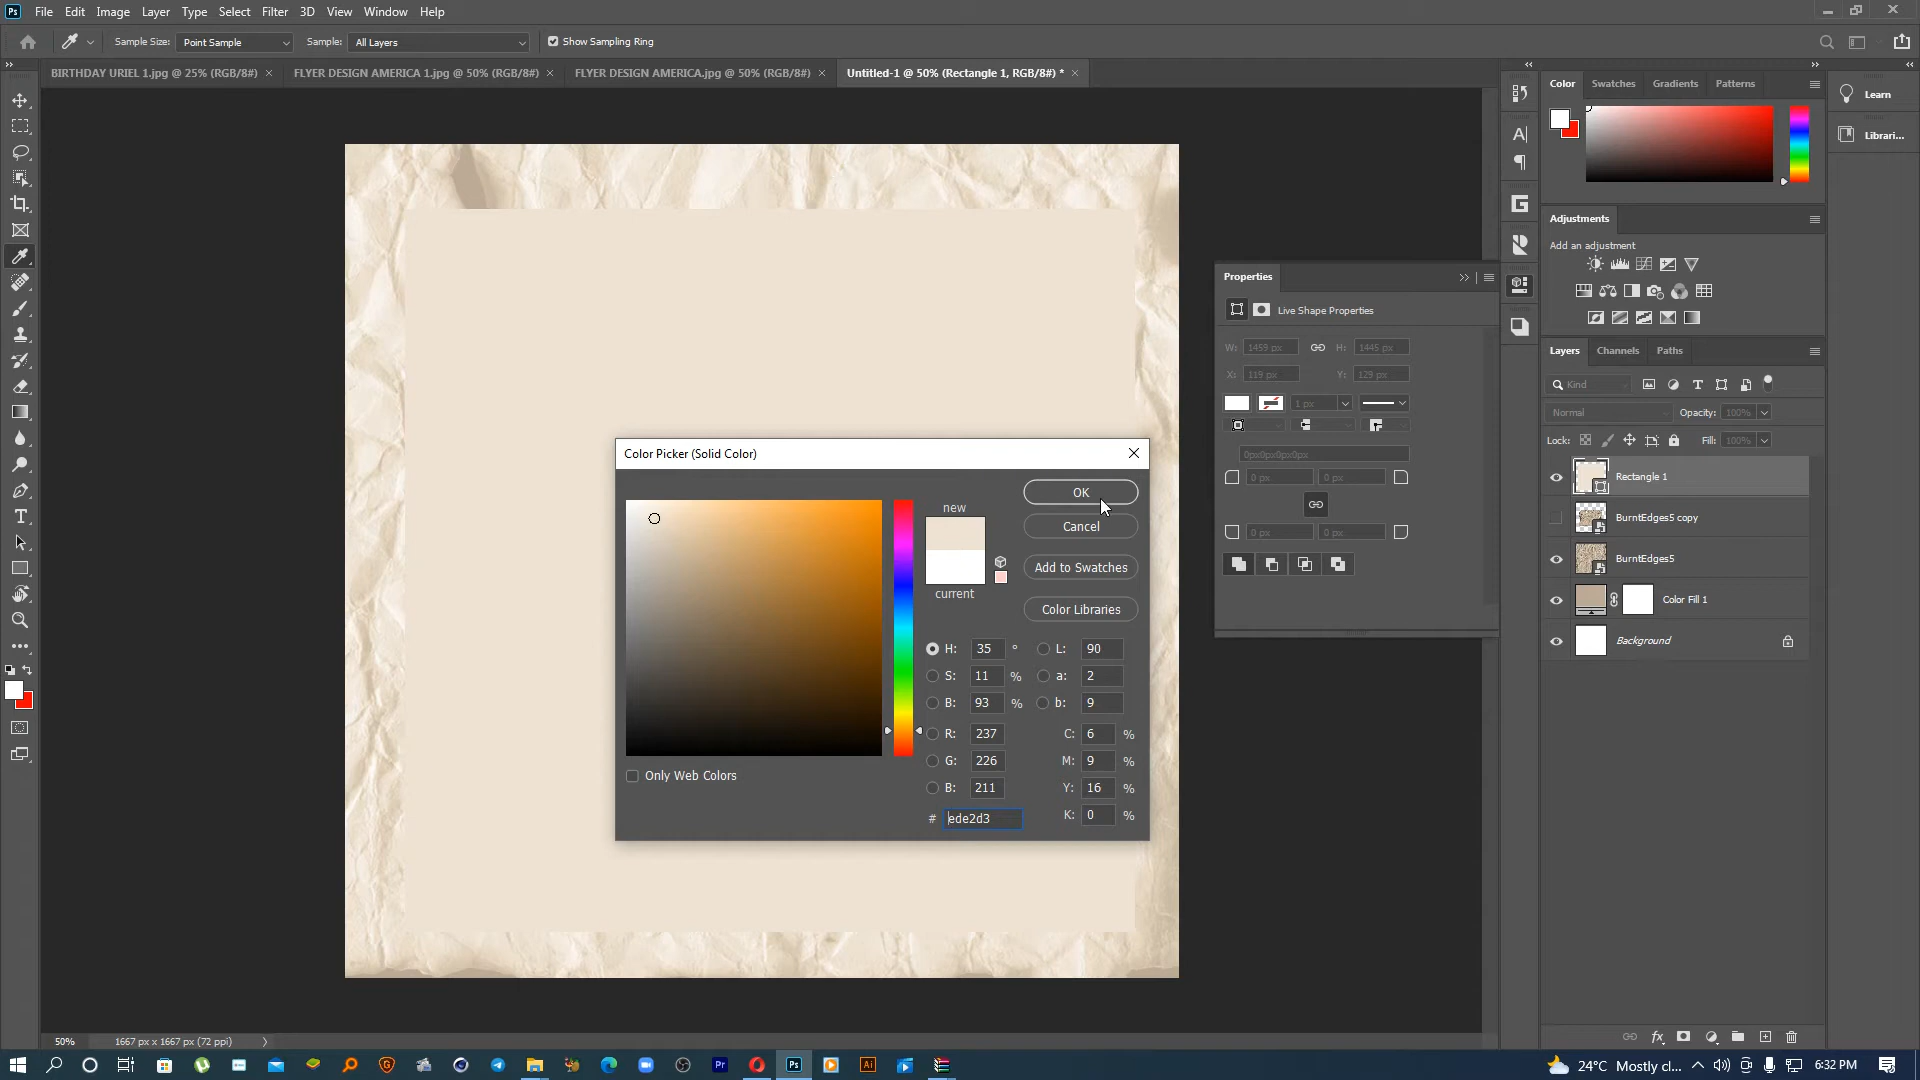 Ps File Edit Image Layer Type Select Filter 3D View Window Help
Sample Size: Point Sample Sample: All Layers Show Sampling Ring
BIRTHDAY URIEL 1.jpg @ 25% (RGB/8#) × FLYER DESIGN AMERICA 1.jpg @ 50% (RGB/8#) × FLYER DESIGN AMERICA.jpg @ 50% (RGB/8#) × Untitled-1 @ 50% (Rectangle 1, RGB/8#) * ×
Color Swatches Gradients Patterns
Learn
Librari...
Adjustments
Add an adjustment
Properties
Live Shape Properties
W: 1459 px H: 1445 px
X: 119 px Y: 129 px
1 px
0px0px0px0px
0 px 0 px
0 px 0 px
Layers Channels Paths
Kind
Normal Opacity: 100%
Lock: Fill: 100%
Rectangle 1
BurntEdges5 copy
BurntEdges5
Color Fill 1
Background
Color Picker (Solid Color)
new
current
OK
Cancel
Add to Swatches
Color Libraries
H: 35 ° L: 90
S: 11 % a: 2
B: 93 % b: 9
R: 237 C: 6 %
G: 226 M: 9 %
B: 211 Y: 16 %
# ede2d3 K: 0 %
Only Web Colors
50% 1667 px x 1667 px (72 ppi)
fx
Pr Ps Ai 24°C Mostly cl... 6:32 PM